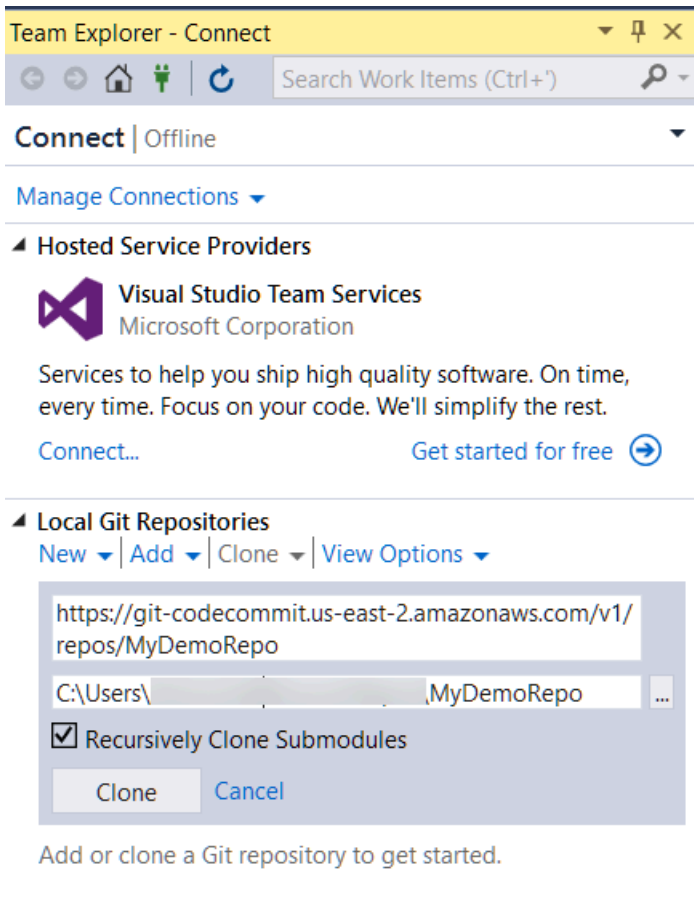 Team Explorer - Connect
Search Work Items (Ctrl+')
Connect | Offline
Manage Connections
Hosted Service Providers
Visual Studio Team Services
Microsoft Corporation
Services to help you ship high quality software. On time,
every time. Focus on your code. We'll simplify the rest.
Connect... Get started for free
Local Git Repositories
New Add Clone View Options
https://git-codecommit.us-east-2.amazonaws.com/v1/
repos/MyDemoRepo
C:\Users\ \MyDemoRepo ...
Recursively Clone Submodules
Clone Cancel
Add or clone a Git repository to get started.